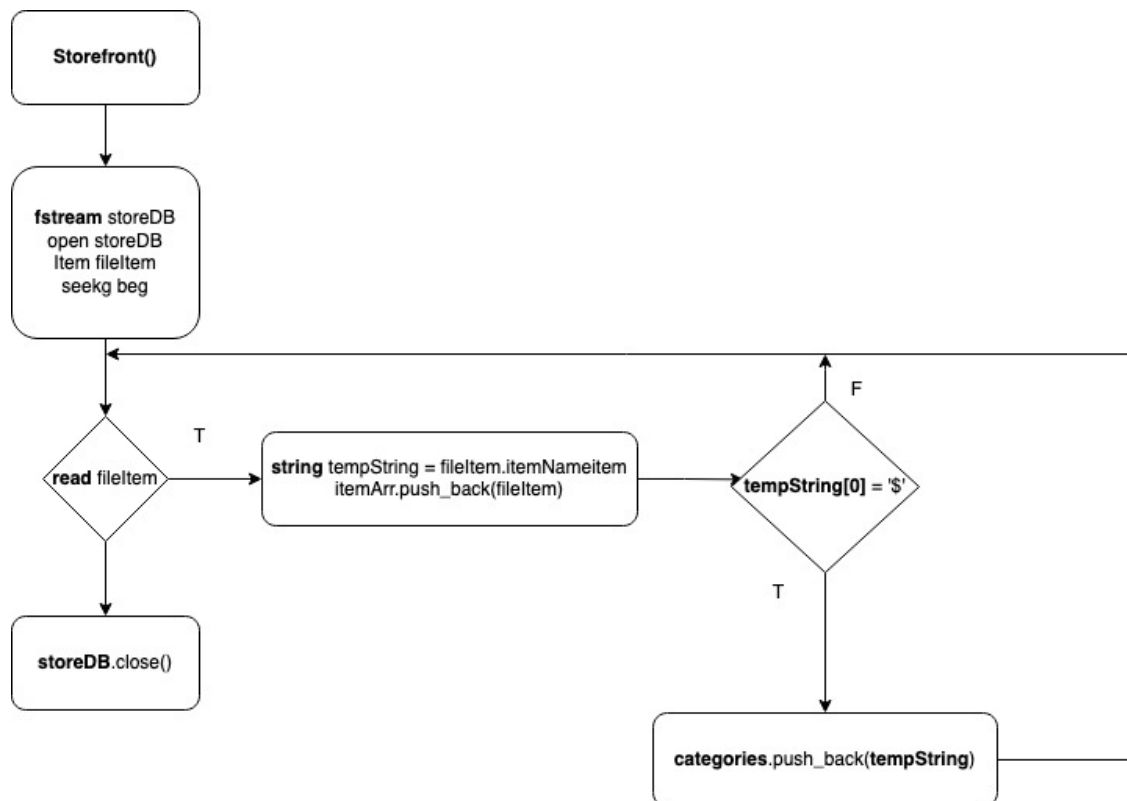 Storefront()
fstream storeDB
open storeDB
Item fileItem
seekg beg
F
T
read fileItem
string tempString = fileItem.itemNameitem
itemArr.push_back(fileItem)
tempString[0] = '$'
T
storeDB.close()
categories.push_back(tempString)